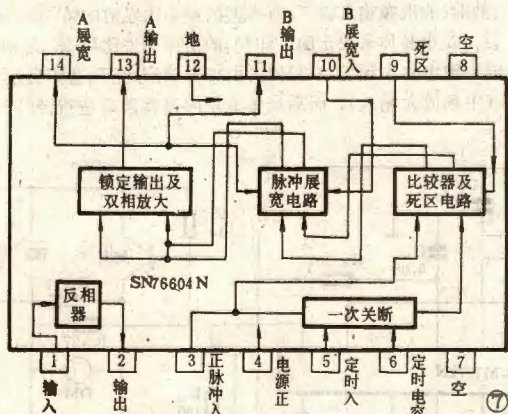 A展宽
A输出
地
B输出
B展宽入
死区
空
14
13
12
11
10
9
8
锁定输出及
双相放大
脉冲展
宽电路
比较器及
死区电路
SN76604N
反相
器
一次关断
1
2
3
4
5
6
7
输入
输出
正脉冲入
电源正
定时入
定时电容
空
⑦